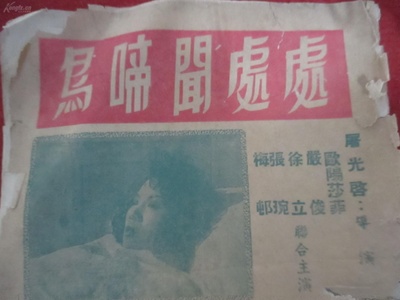 處處聞啼鳥
屠光啓：導演
歐陽莎菲
嚴俊
徐立
張琬
梅邨
聯合主演